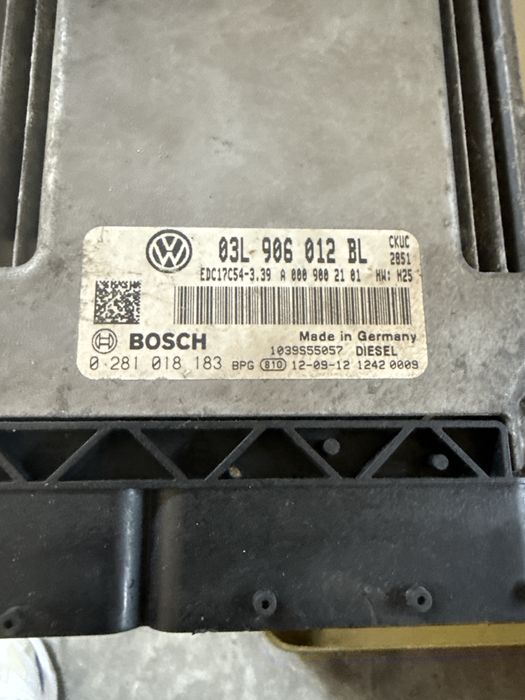 03L 906 012 BL CKUC
EDC17C54-3.39 A 000 900 21 01 HW: H25 2851
BOSCH Made in Germany
1039S55057 DIESEL
0 281 018 183 BPG 810 12-09-12 1242 0009